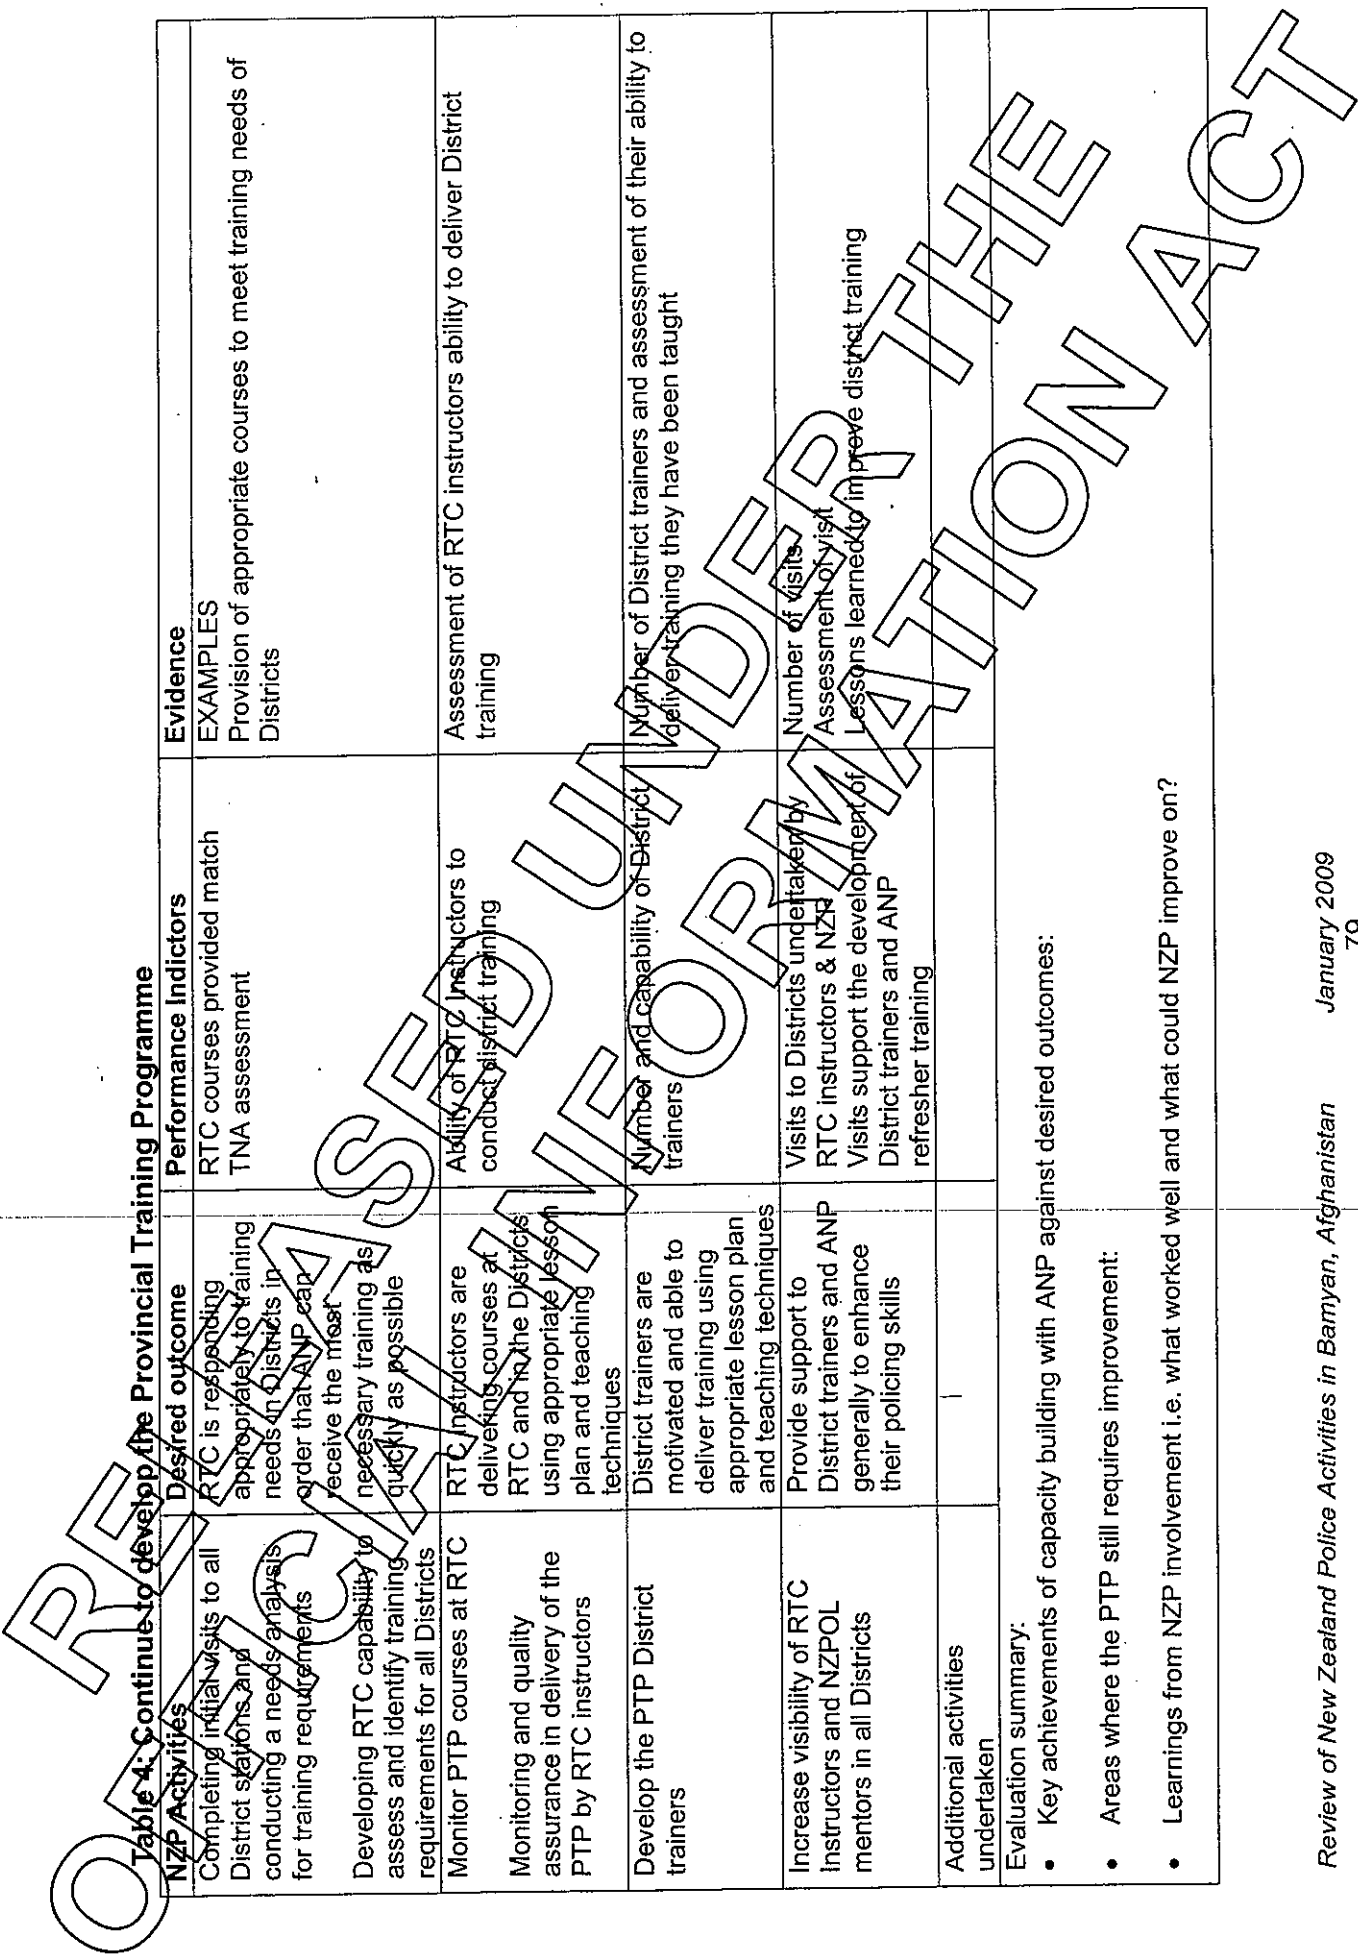 Table 4: Continue to develop the Provincial Training Programme
NZP Activities
Desired outcome
Performance Indictors
Evidence
Completing initial visits to all
District stations and
conducting a needs analysis
for training requirements
Developing RTC capability to
assess and identify training
requirements for all Districts
RTC is responding
appropriately to training
needs in Districts in
order that ANP can
receive the most
necessary training as
quickly as possible
RTC courses provided match
TNA assessment
EXAMPLES
Provision of appropriate courses to meet training needs of
Districts
Monitor PTP courses at RTC
Monitoring and quality
assurance in delivery of the
PTP by RTC instructors
RTC Instructors are
delivering courses at
RTC and in the Districts
using appropriate lesson
plan and teaching
techniques
Ability of RTC Instructors to
conduct district training
Assessment of RTC instructors ability to deliver District
training
Develop the PTP District
trainers
District trainers are
motivated and able to
deliver training using
appropriate lesson plan
and teaching techniques
Number and capability of District
trainers
Number of District trainers and assessment of their ability to
deliver training they have been taught
Increase visibility of RTC
Instructors and NZPOL
mentors in all Districts
Provide support to
District trainers and ANP
generally to enhance
their policing skills
Visits to Districts undertaken by
RTC instructors & NZP
Visits support the development of
District trainers and ANP
refresher training
Number of visits
Assessment of visit
Lessons learned to improve district training
Additional activities
undertaken
Evaluation summary:
• Key achievements of capacity building with ANP against desired outcomes:
• Areas where the PTP still requires improvement:
• Learnings from NZP involvement i.e. what worked well and what could NZP improve on?
Review of New Zealand Police Activities in Bamyan, Afghanistan January 2009
79
RELEASED UNDER THE
OFFICIAL INFORMATION ACT